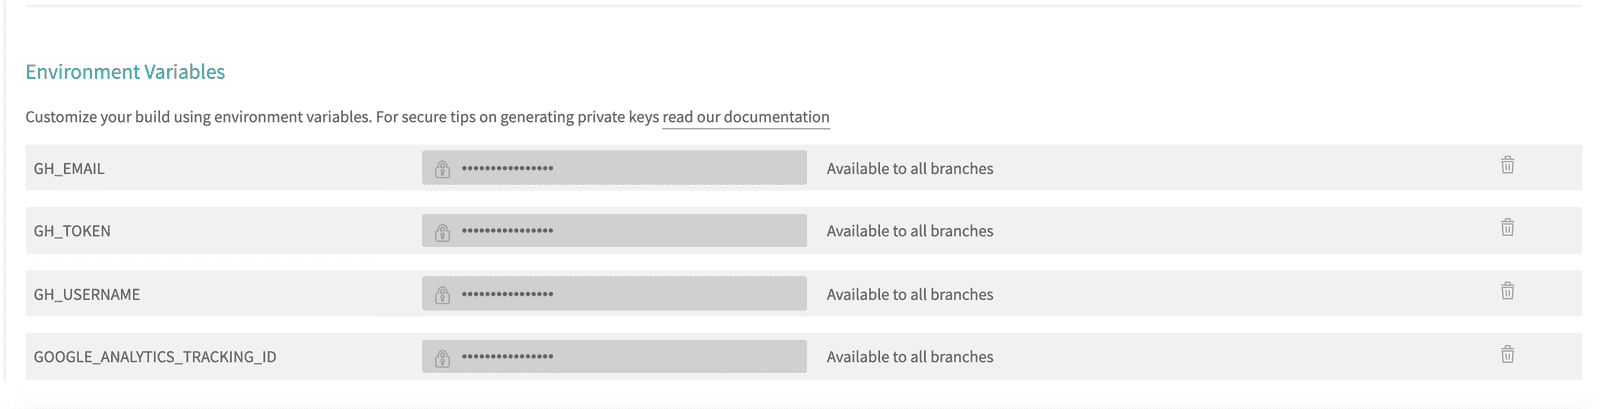 Environment Variables
Customize your build using environment variables. For secure tips on generating private keys read our documentation
GH_EMAIL •••••••••••••••• Available to all branches
GH_TOKEN •••••••••••••••• Available to all branches
GH_USERNAME •••••••••••••••• Available to all branches
GOOGLE_ANALYTICS_TRACKING_ID •••••••••••••••• Available to all branches